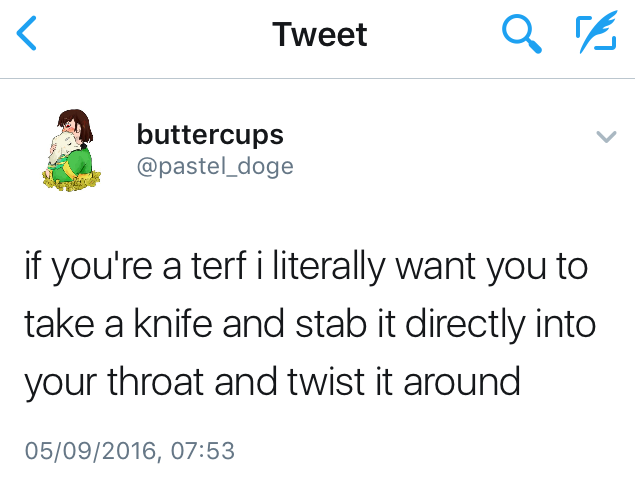 Tweet
buttercups
@pastel_doge
if you're a terf i literally want you to
take a knife and stab it directly into
your throat and twist it around
05/09/2016, 07:53